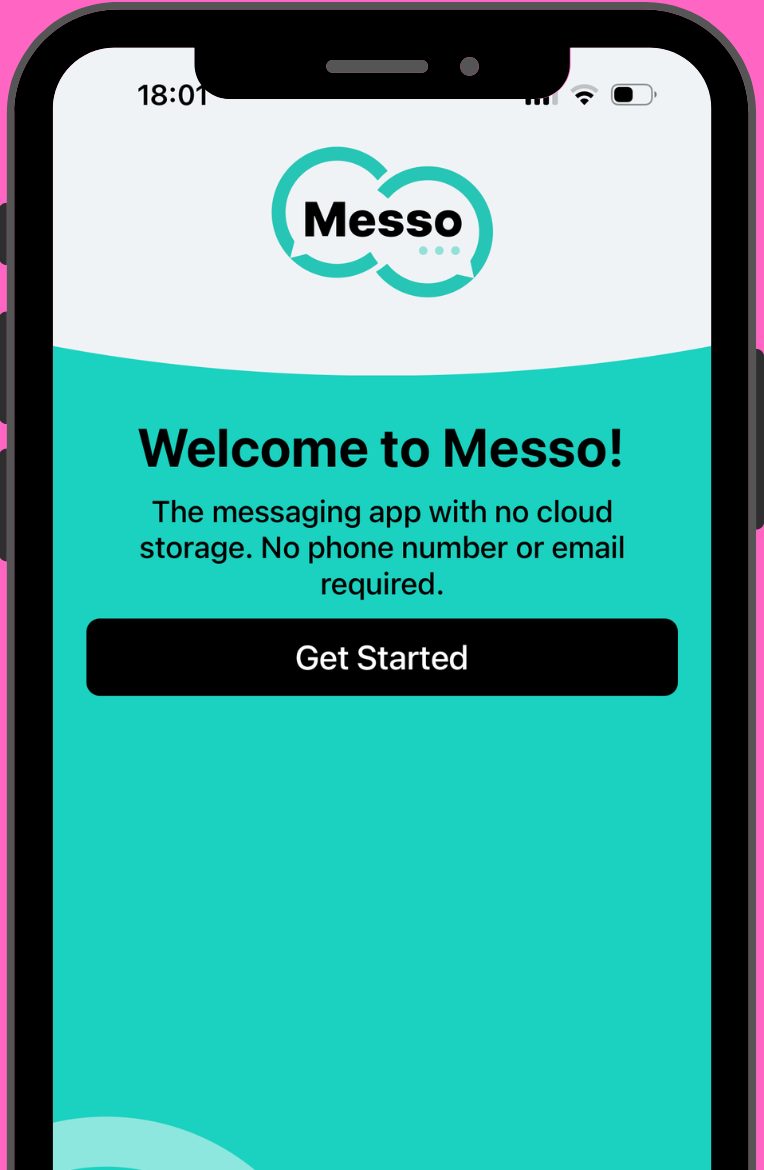 18:01
Messo
Welcome to Messo!
The messaging app with no cloud
storage. No phone number or email
required.
Get Started